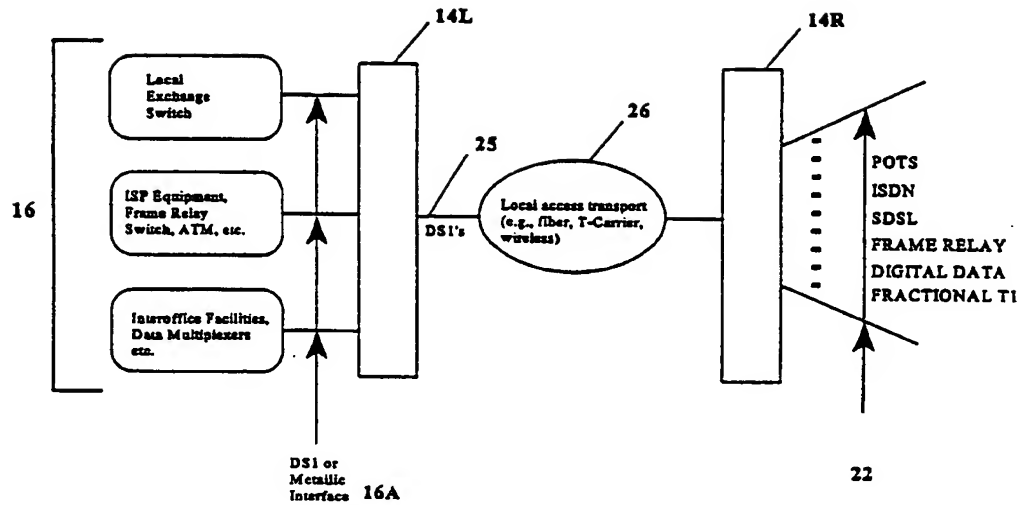 14L
14R
Local
Exchange
Switch
26
25
16
ISP Equipment,
Frame Relay
Switch, ATM, etc.
DS1's
Local access transport
(e.g., fiber, T-Carrier,
wireless)
POTS
ISDN
SDSL
FRAME RELAY
DIGITAL DATA
FRACTIONAL T1
Interoffice Facilities,
Data Multiplexers
etc.
DS1 or
Metallic
Interface 16A
22